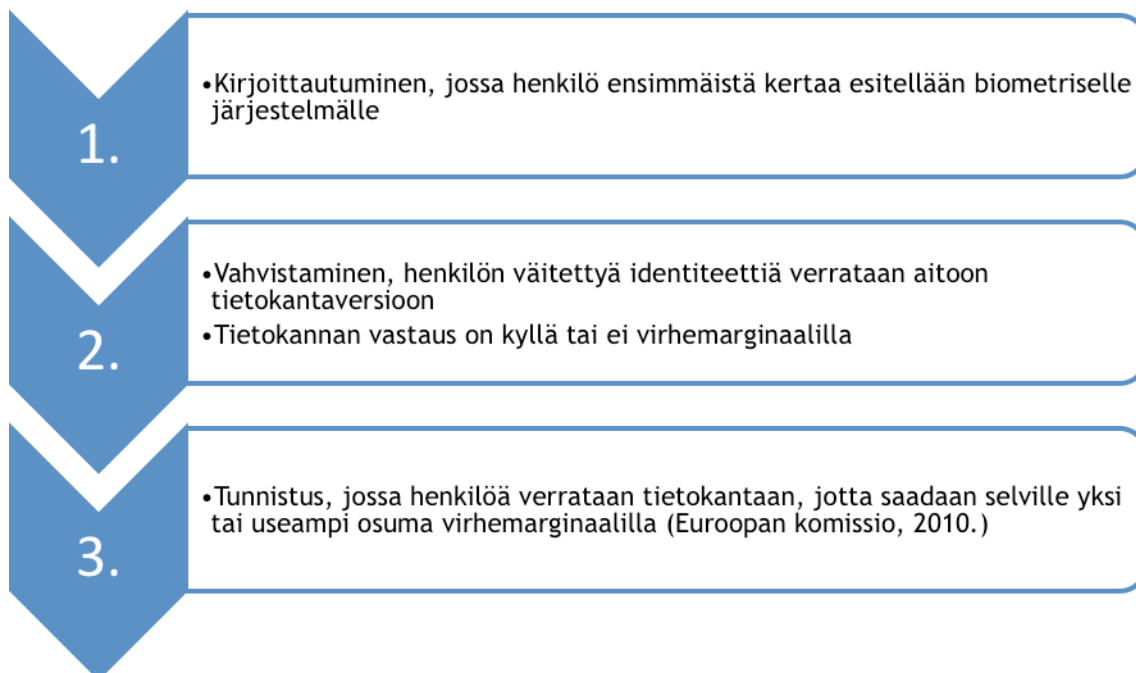 1.
•Kirjoittautuminen, jossa henkilö ensimmäistä kertaa esitellään biometriselle
järjestelmälle
2.
•Vahvistaminen, henkilön väitettyä identiteettiä verrataan aitoon
tietokantaversioon
•Tietokannan vastaus on kyllä tai ei virhemarginaalilla
3.
•Tunnistus, jossa henkilöä verrataan tietokantaan, jotta saadaan selville yksi
tai useampi osuma virhemarginaalilla (Euroopan komissio, 2010.)